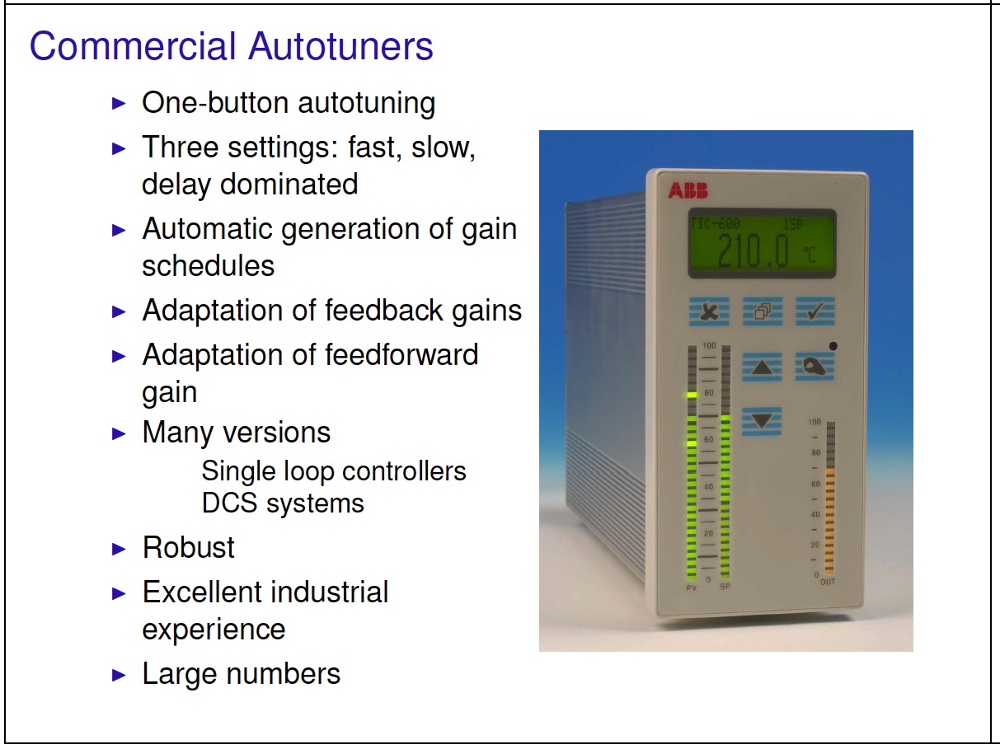 Commercial Autotuners
One-button autotuning
Three settings: fast, slow,
delay dominated
Automatic generation of gain
schedules
Adaptation of feedback gains
Adaptation of feedforward
gain
Many versions
Single loop controllers
DCS systems
Robust
Excellent industrial
experience
Large numbers
ABB
TIC-600 ISP
210.0 °C
100
80
60
40
20
0
PV SP
100
80
60
40
20
0
OUT